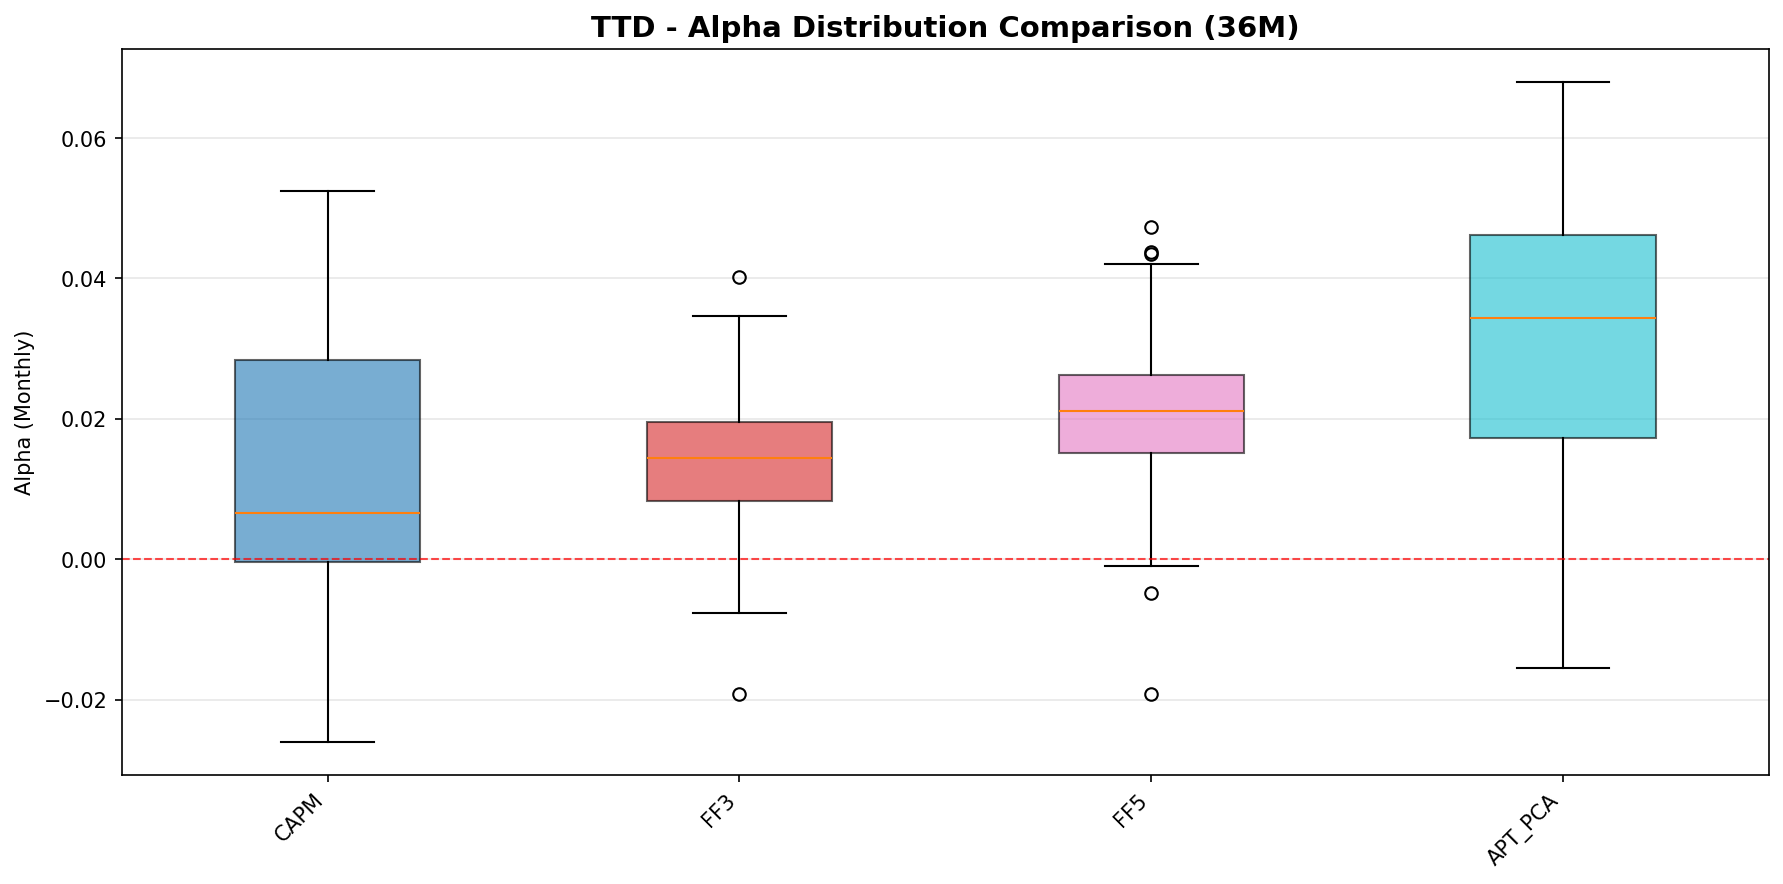 TTD - Alpha Distribution Comparison (36M)
Alpha (Monthly)
0.06
0.04
0.02
0.00
−0.02
CAPM
FF3
FF5
APT_PCA